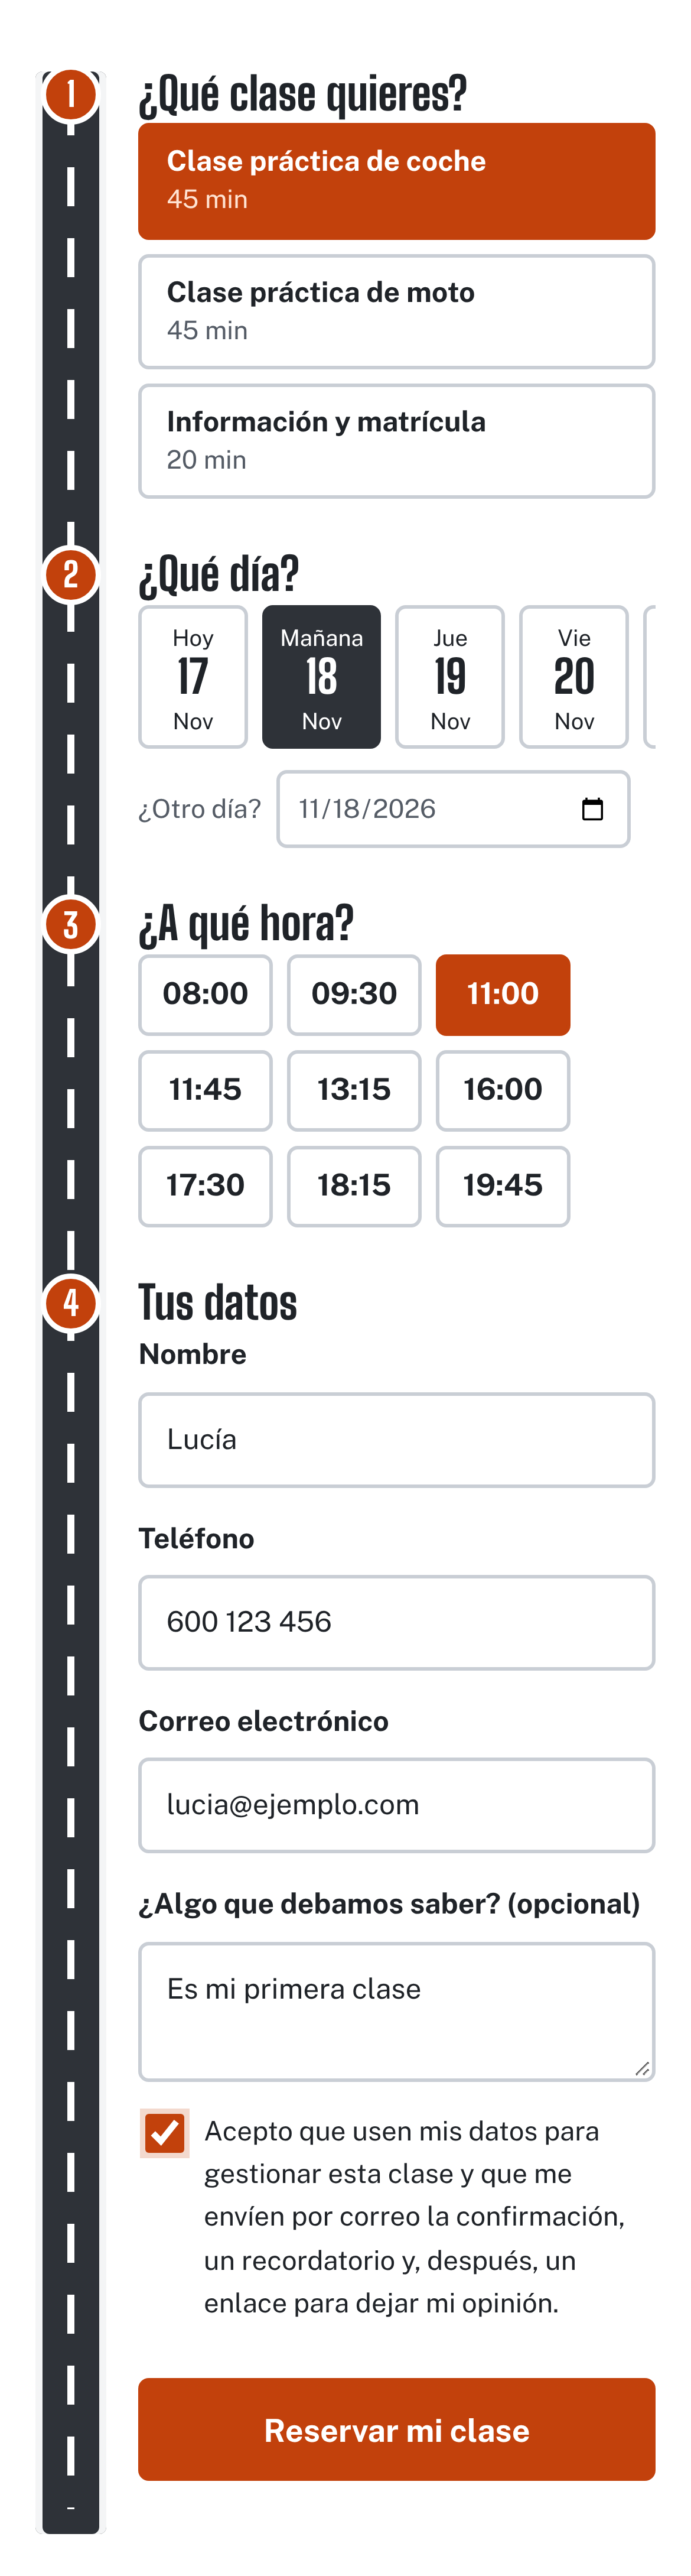 1
¿Qué clase quieres?
Clase práctica de coche
45 min
Clase práctica de moto
45 min
Información y matrícula
20 min
2
¿Qué día?
Hoy
17
Nov
Mañana
18
Nov
Jue
19
Nov
Vie
20
Nov
¿Otro día?
11/18/2026
3
¿A qué hora?
08:00
09:30
11:00
11:45
13:15
16:00
17:30
18:15
19:45
4
Tus datos
Nombre
Lucía
Teléfono
600 123 456
Correo electrónico
lucia@ejemplo.com
¿Algo que debamos saber? (opcional)
Es mi primera clase
Acepto que usen mis datos para
gestionar esta clase y que me
envíen por correo la confirmación,
un recordatorio y, después, un
enlace para dejar mi opinión.
Reservar mi clase